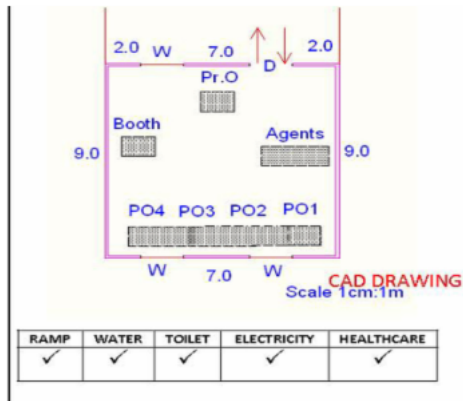 2.0 W 7.0 2.0
D
Pr.O
Booth
Agents
9.0 9.0
PO4 PO3 PO2 PO1
W 7.0 W
CAD DRAWING
Scale 1cm:1m
RAMP WATER TOILET ELECTRICITY HEALTHCARE
✓ ✓ ✓ ✓ ✓